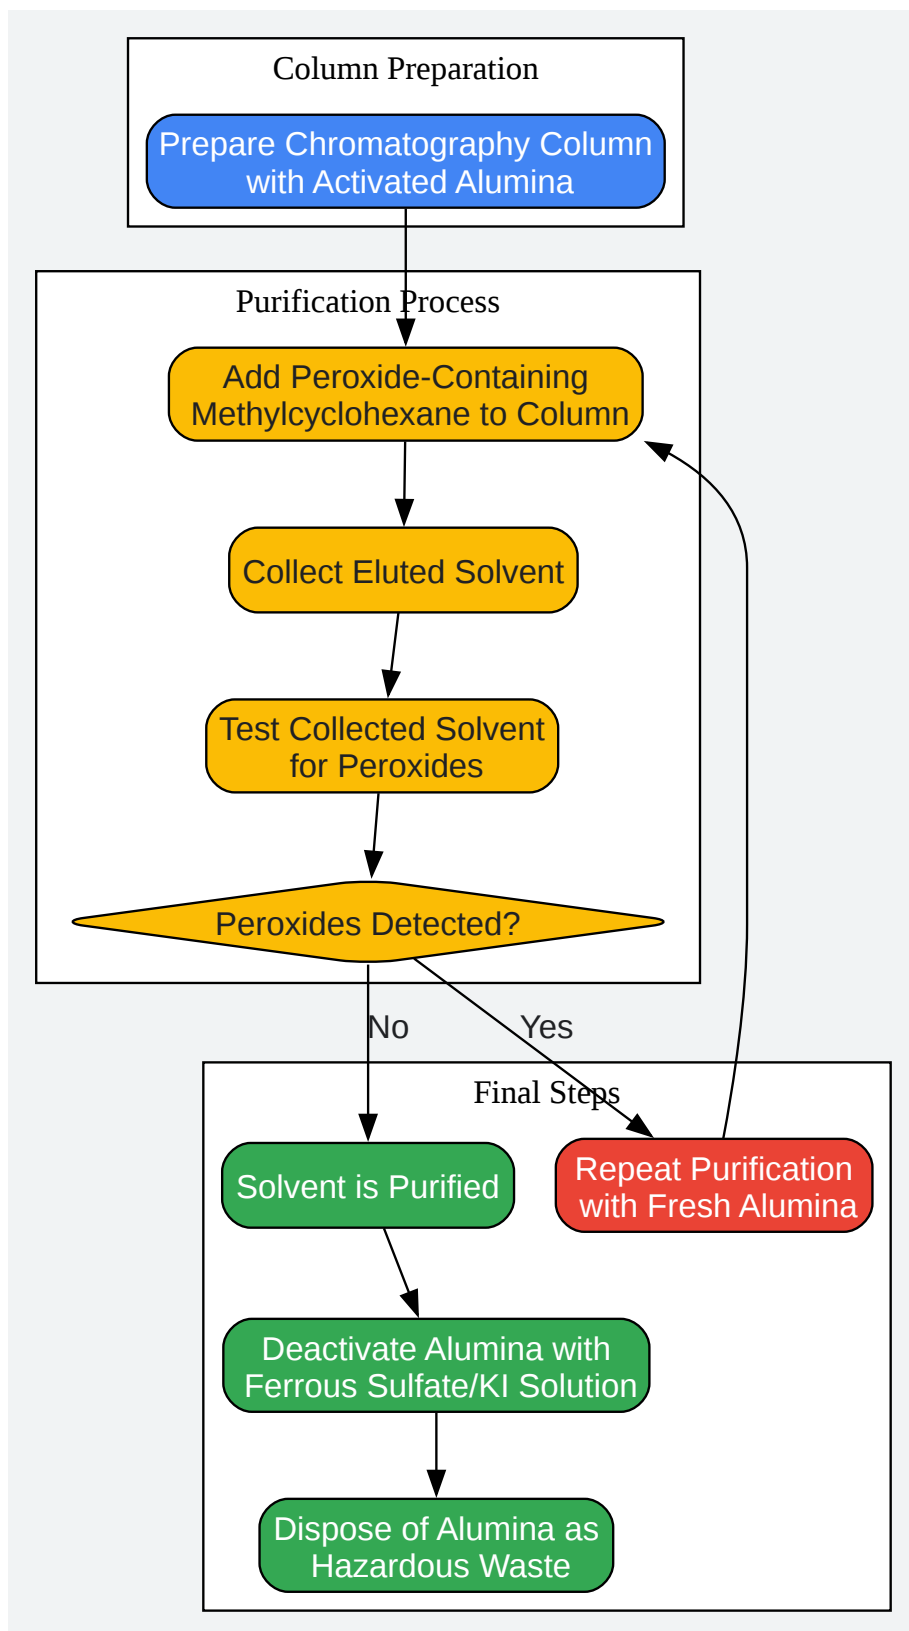 Column Preparation
Prepare Chromatography Column
with Activated Alumina
Purification Process
Add Peroxide-Containing
Methylcyclohexane to Column
Collect Eluted Solvent
Test Collected Solvent
for Peroxides
Peroxides Detected?
No
Yes
Final Steps
Solvent is Purified
Repeat Purification
with Fresh Alumina
Deactivate Alumina with
Ferrous Sulfate/KI Solution
Dispose of Alumina as
Hazardous Waste